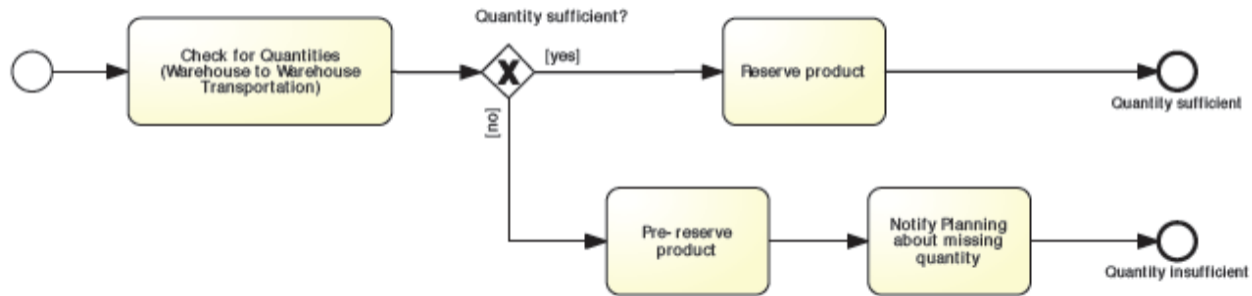 Quantity sufficient?
Check for Quantities
(Warehouse to Warehouse
Transportation)
[yes]
Reserve product
Quantity sufficient
[no]
Pre- reserve
product
Notify Planning
about missing
quantity
Quantity insufficient